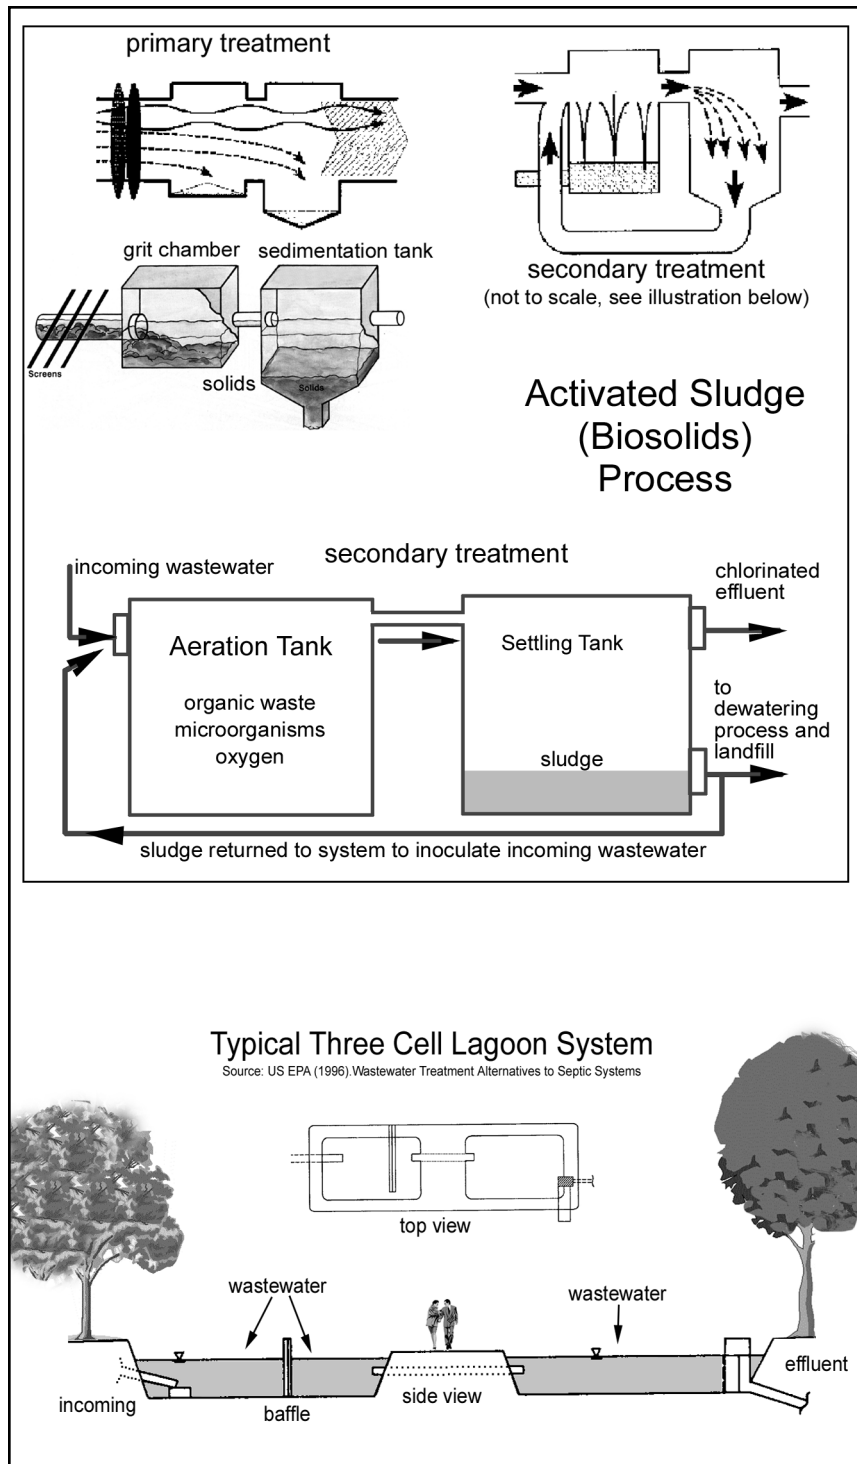 primary treatment
grit chamber
sedimentation tank
Screens
solids
Solids
secondary treatment
(not to scale, see illustration below)
Activated Sludge
(Biosolids)
Process
secondary treatment
incoming wastewater
Aeration Tank
organic waste
microorganisms
oxygen
Settling Tank
sludge
chlorinated
effluent
to
dewatering
process and
landfill
sludge returned to system to inoculate incoming wastewater
Typical Three Cell Lagoon System
Source: US EPA (1996).Wastewater Treatment Alternatives to Septic Systems
top view
wastewater
wastewater
incoming
baffle
side view
effluent